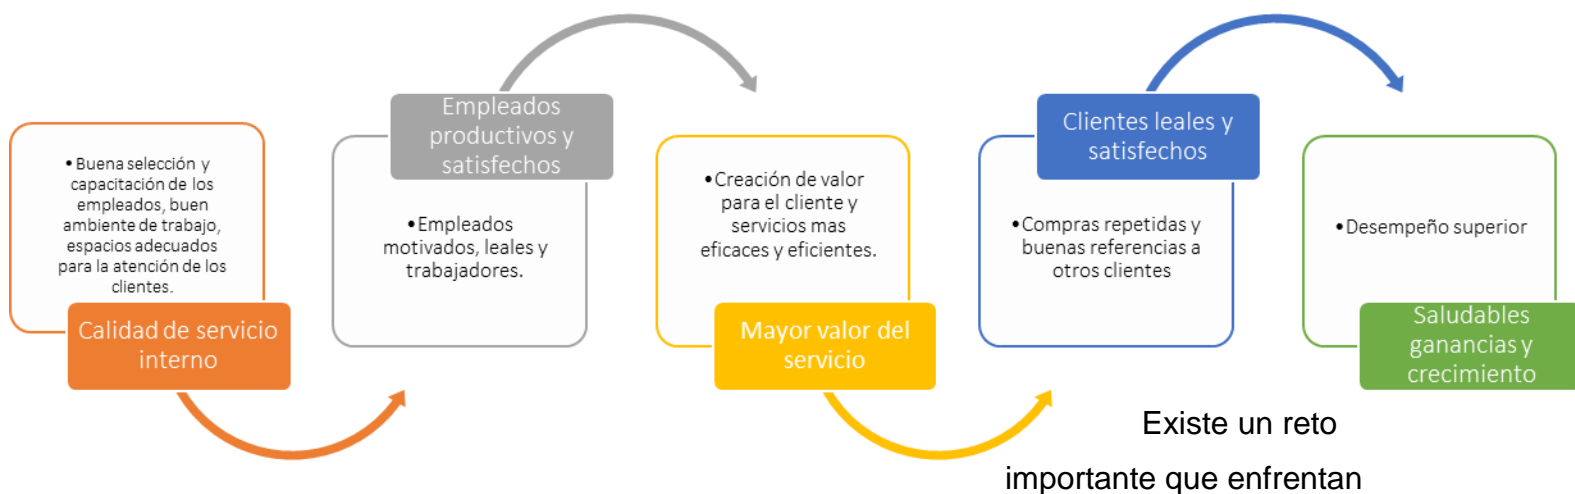 • Buena selección y
capacitación de los
empleados, buen
ambiente de trabajo,
espacios adecuados
para la atención de los
clientes.
Calidad de servicio
interno
Empleados
productivos y
satisfechos
• Empleados
motivados, leales y
trabajadores.
• Creación de valor
para el cliente y
servicios mas
eficaces y eficientes.
Mayor valor del
servicio
Clientes leales y
satisfechos
• Compras repetidas y
buenas referencias a
otros clientes
• Desempeño superior
Saludables
ganancias y
crecimiento
Existe un reto
importante que enfrentan